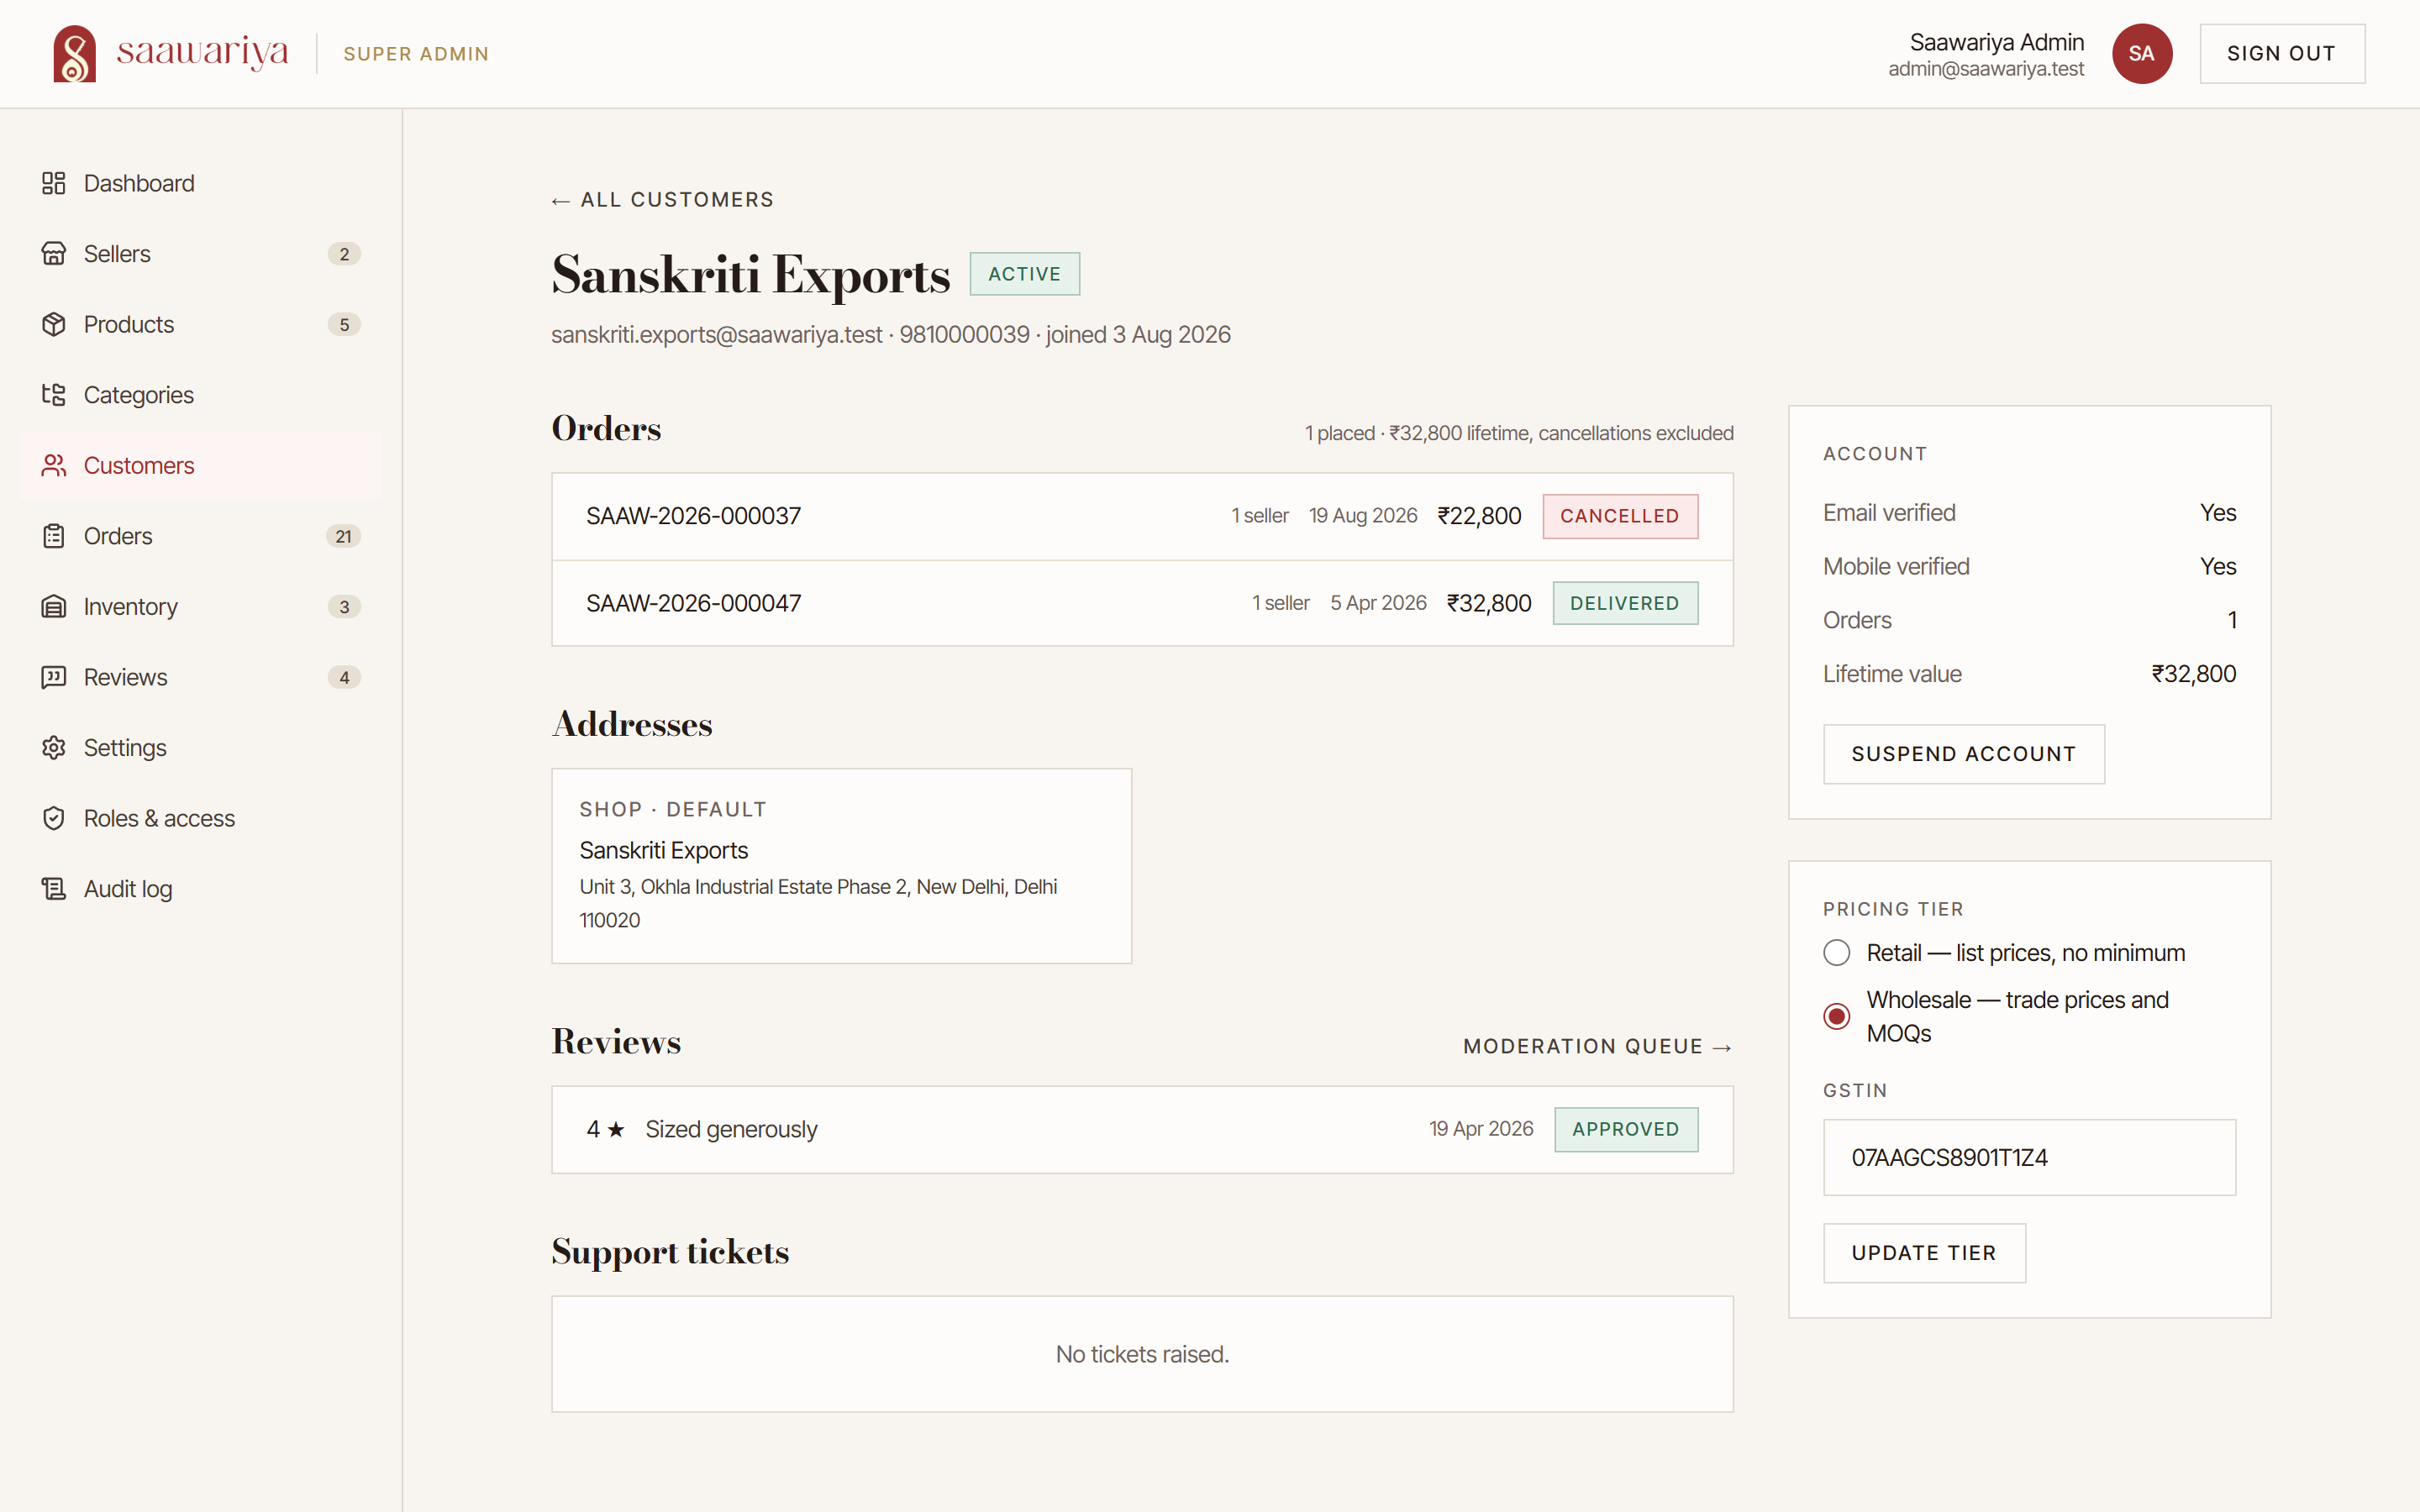 saawariya
SUPER ADMIN
Saawariya Admin
admin@saawariya.test
SA
SIGN OUT
Dashboard
Sellers 2
Products 5
Categories
Customers
Orders 21
Inventory 3
Reviews 4
Settings
Roles & access
Audit log
← ALL CUSTOMERS
Sanskriti Exports ACTIVE
sanskriti.exports@saawariya.test · 9810000039 · joined 3 Aug 2026
Orders 1 placed · ₹32,800 lifetime, cancellations excluded
SAAW-2026-000037 1 seller 19 Aug 2026 ₹22,800 CANCELLED
SAAW-2026-000047 1 seller 5 Apr 2026 ₹32,800 DELIVERED
Addresses
SHOP · DEFAULT
Sanskriti Exports
Unit 3, Okhla Industrial Estate Phase 2, New Delhi, Delhi
110020
Reviews MODERATION QUEUE →
4 ★ Sized generously 19 Apr 2026 APPROVED
Support tickets
No tickets raised.
ACCOUNT
Email verified Yes
Mobile verified Yes
Orders 1
Lifetime value ₹32,800
SUSPEND ACCOUNT
PRICING TIER
Retail — list prices, no minimum
Wholesale — trade prices and
MOQs
GSTIN
07AAGCS8901T1Z4
UPDATE TIER